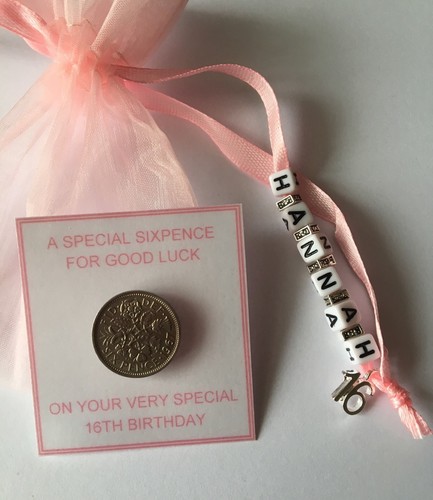 A SPECIAL SIXPENCE
FOR GOOD LUCK
ON YOUR VERY SPECIAL
16TH BIRTHDAY
HANNAH
16